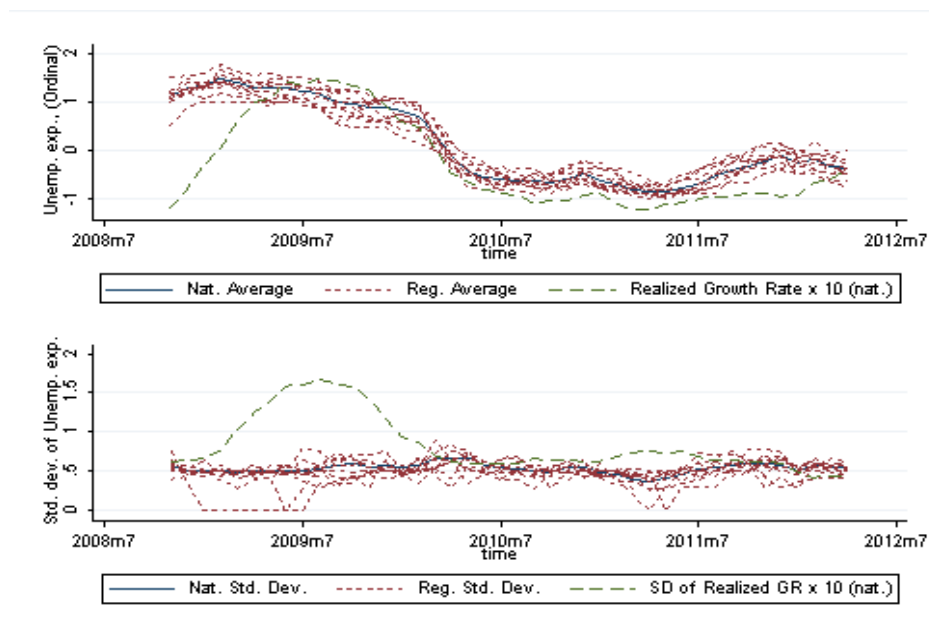 Unemp. exp., (Ordinal)
2
1
0
-1
2008m7 2009m7 2010m7 2011m7 2012m7
time
Nat. Average Reg. Average Realized Growth Rate x 10 (nat.)
Std. dev. of Unemp. exp.
2
1.5
1
.5
0
2008m7 2009m7 2010m7 2011m7 2012m7
time
Nat. Std. Dev. Reg. Std. Dev. SD of Realized GR x 10 (nat.)